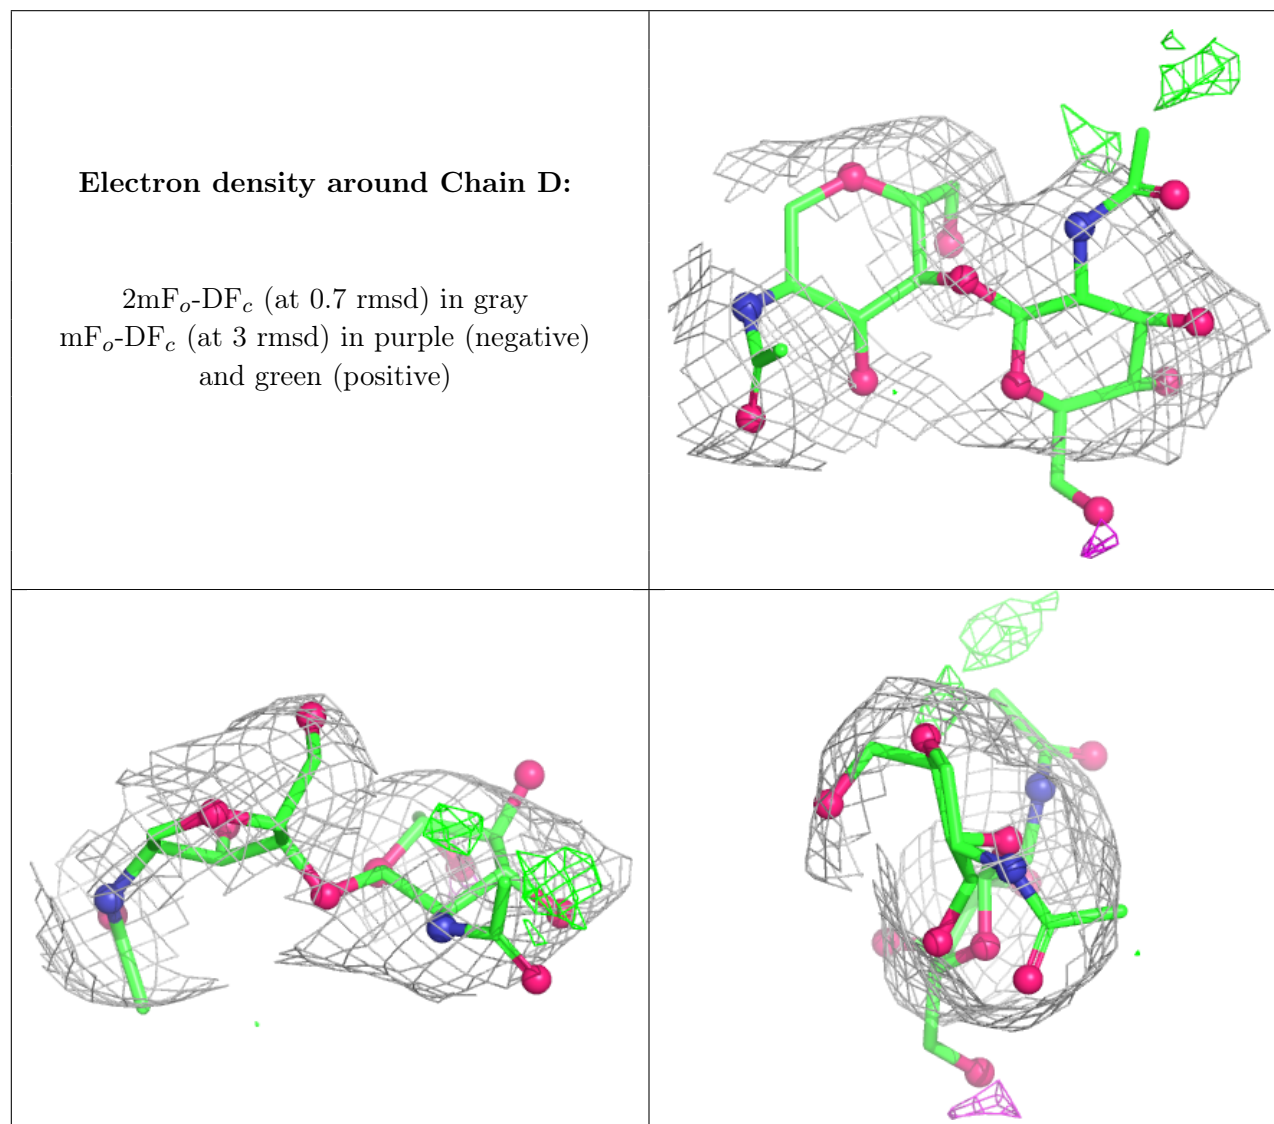 Electron density around Chain D:
2mFₒ-DF𝒸 (at 0.7 rmsd) in gray
mFₒ-DF𝒸 (at 3 rmsd) in purple (negative)
and green (positive)